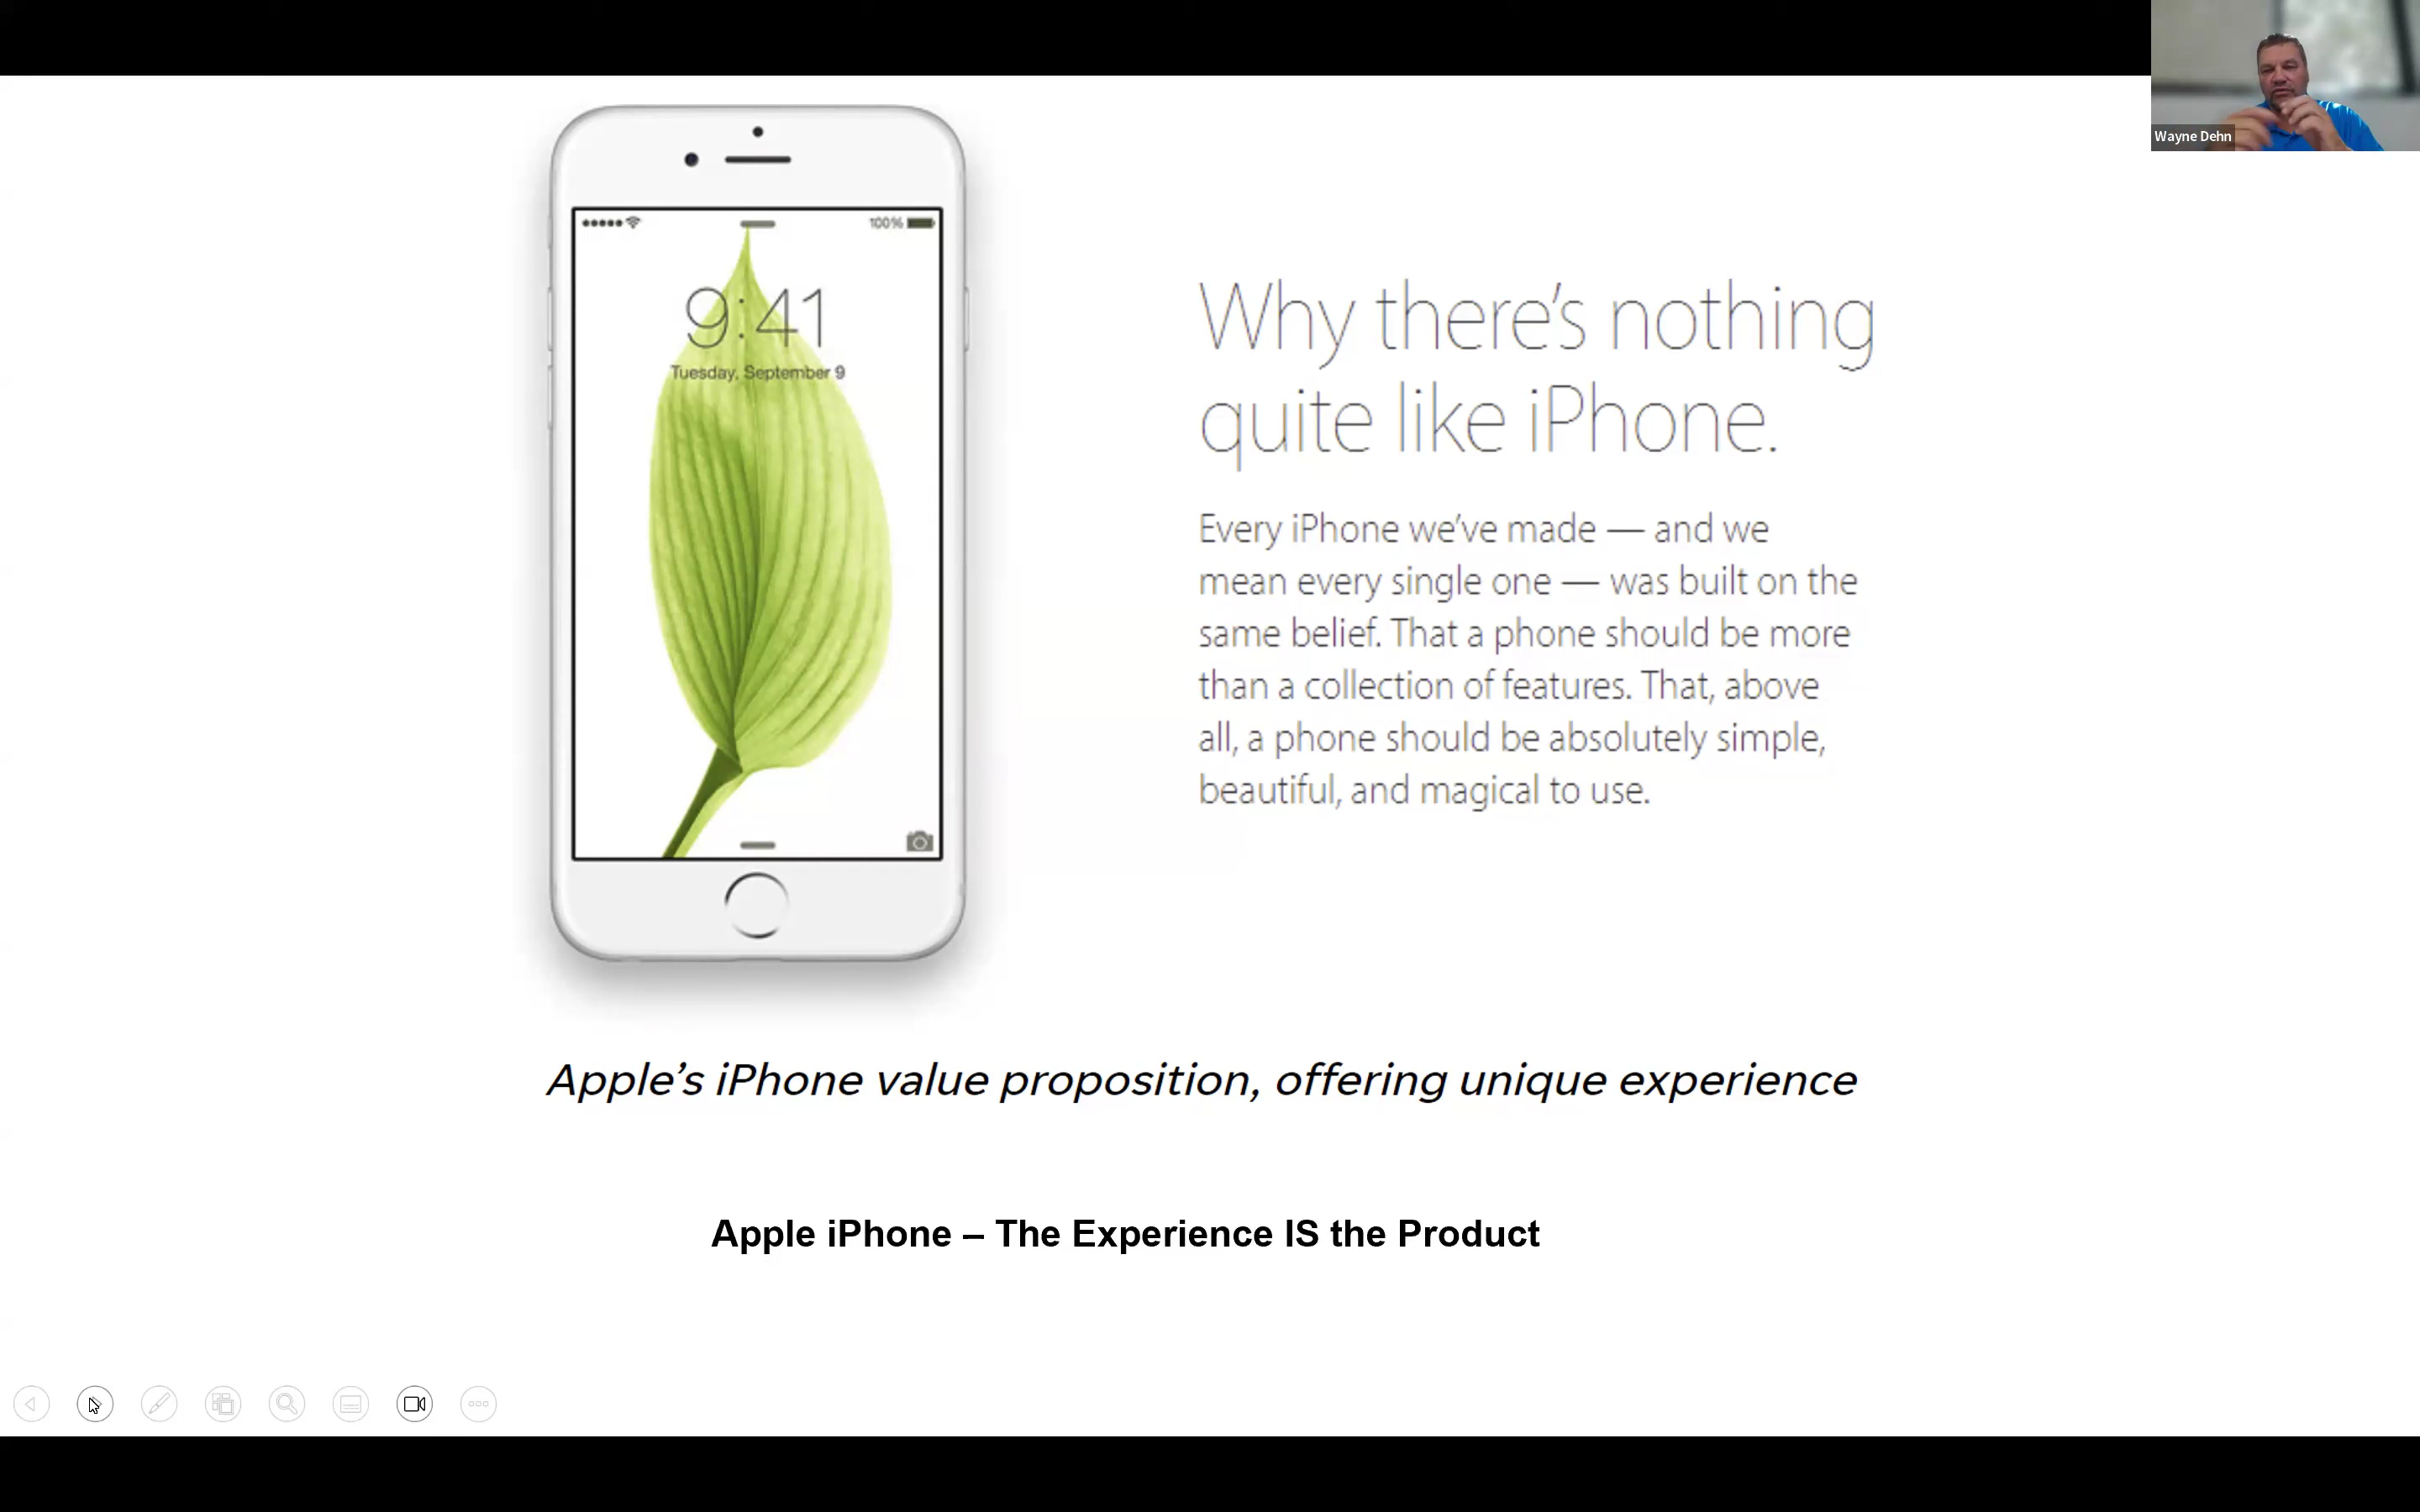 Wayne Dehn
100%
9:41
Tuesday, September 9
Why there's nothing
quite like iPhone.
Every iPhone we've made — and we
mean every single one — was built on the
same belief. That a phone should be more
than a collection of features. That, above
all, a phone should be absolutely simple,
beautiful, and magical to use.
Apple's iPhone value proposition, offering unique experience
Apple iPhone – The Experience IS the Product